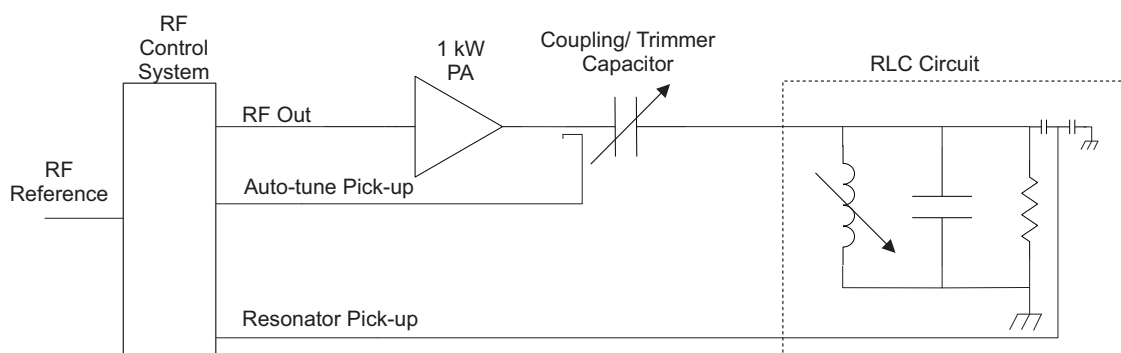 RF
Control
System
1 kW
PA
Coupling/ Trimmer
Capacitor
RLC Circuit
RF Out
RF
Reference
Auto-tune Pick-up
Resonator Pick-up